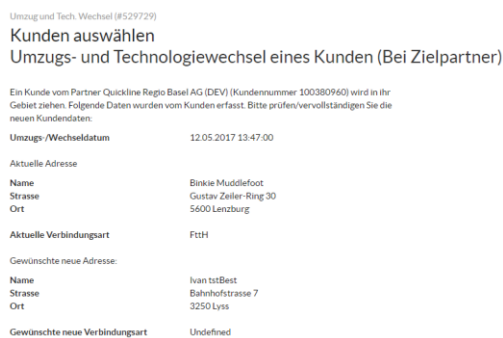 Umzug und Tech. Wechsel (#529729)
Kunden auswählen
Umzugs- und Technologiewechsel eines Kunden (Bei Zielpartner)
Ein Kunde vom Partner Quickline Regio Basel AG (DEV) (Kundennummer 100380960) wird in ihr
Gebiet ziehen. Folgende Daten wurden vom Kunden erfasst. Bitte prüfen/vervollständigen Sie die
neuen Kundendaten:
Umzugs-/Wechseldatum 12.05.2017 13:47:00
Aktuelle Adresse
Name Binkie Muddlefoot
Strasse Gustav Zeiler-Ring 30
Ort 5600 Lenzburg
Aktuelle Verbindungsart FttH
Gewünschte neue Adresse:
Name Ivan tstBest
Strasse Bahnhofstrasse 7
Ort 3250 Lyss
Gewünschte neue Verbindungsart Undefined